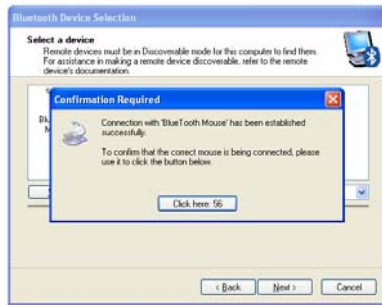 Bluetooth Device Selection
Select a device
Remote devices must be in Discoverable mode for this computer to find them.
For assistance in making a remote device discoverable, refer to the remote
device's documentation.
Confirmation Required
Connection with 'BlueTooth Mouse' has been established
successfully.
To confirm that the correct mouse is being connected, please
use it to click the button below.
Click here: 56
< Back
Next >
Cancel